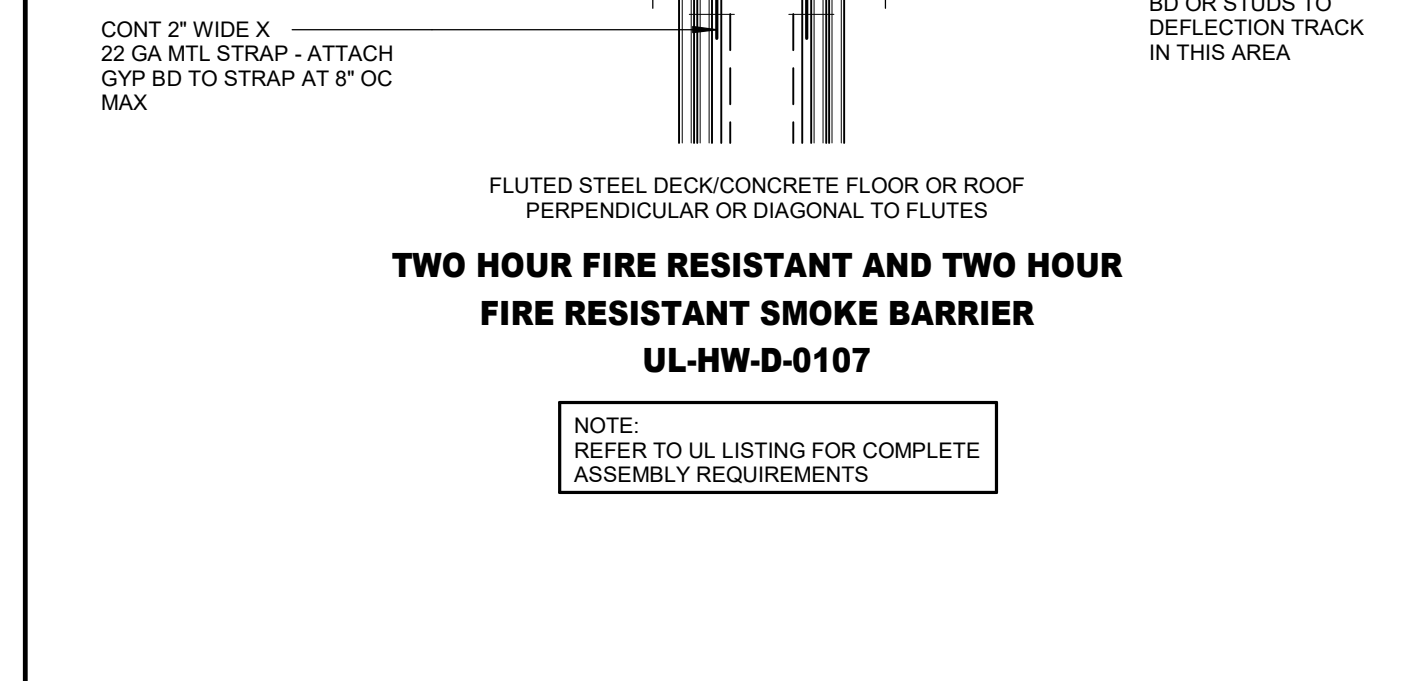 CONT 2" WIDE X
22 GA MTL STRAP - ATTACH
GYP BD TO STRAP AT 8" OC
MAX
BD OR STUDS TO
DEFLECTION TRACK
IN THIS AREA
FLUTED STEEL DECK/CONCRETE FLOOR OR ROOF
PERPENDICULAR OR DIAGONAL TO FLUTES
TWO HOUR FIRE RESISTANT AND TWO HOUR
FIRE RESISTANT SMOKE BARRIER
UL-HW-D-0107
NOTE:
REFER TO UL LISTING FOR COMPLETE
ASSEMBLY REQUIREMENTS